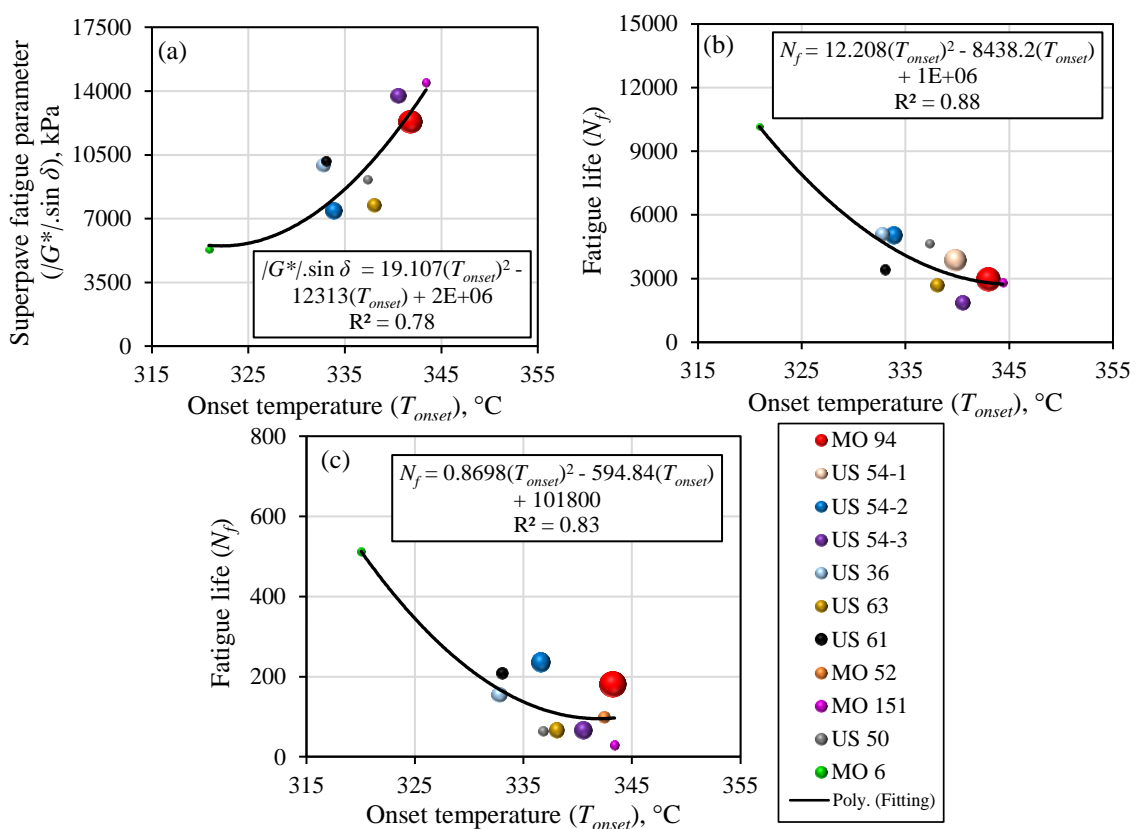 (a)
17500
14000
10500
7000
3500
0
Superpave fatigue parameter
(/G*/.sin δ), kPa
/G*/.sin δ = 19.107(Tonset)2 -
12313(Tonset) + 2E+06
R² = 0.78
315 325 335 345 355
Onset temperature (Tonset), °C
(b)
15000
12000
9000
6000
3000
0
Fatigue life (Nf)
Nf = 12.208(Tonset)2 - 8438.2(Tonset)
+ 1E+06
R² = 0.88
315 325 335 345 355
Onset temperature (Tonset), °C
(c)
800
600
400
200
0
Fatigue life (Nf)
Nf = 0.8698(Tonset)2 - 594.84(Tonset)
+ 101800
R² = 0.83
315 325 335 345 355
Onset temperature (Tonset), °C
MO 94
US 54-1
US 54-2
US 54-3
US 36
US 63
US 61
MO 52
MO 151
US 50
MO 6
Poly. (Fitting)